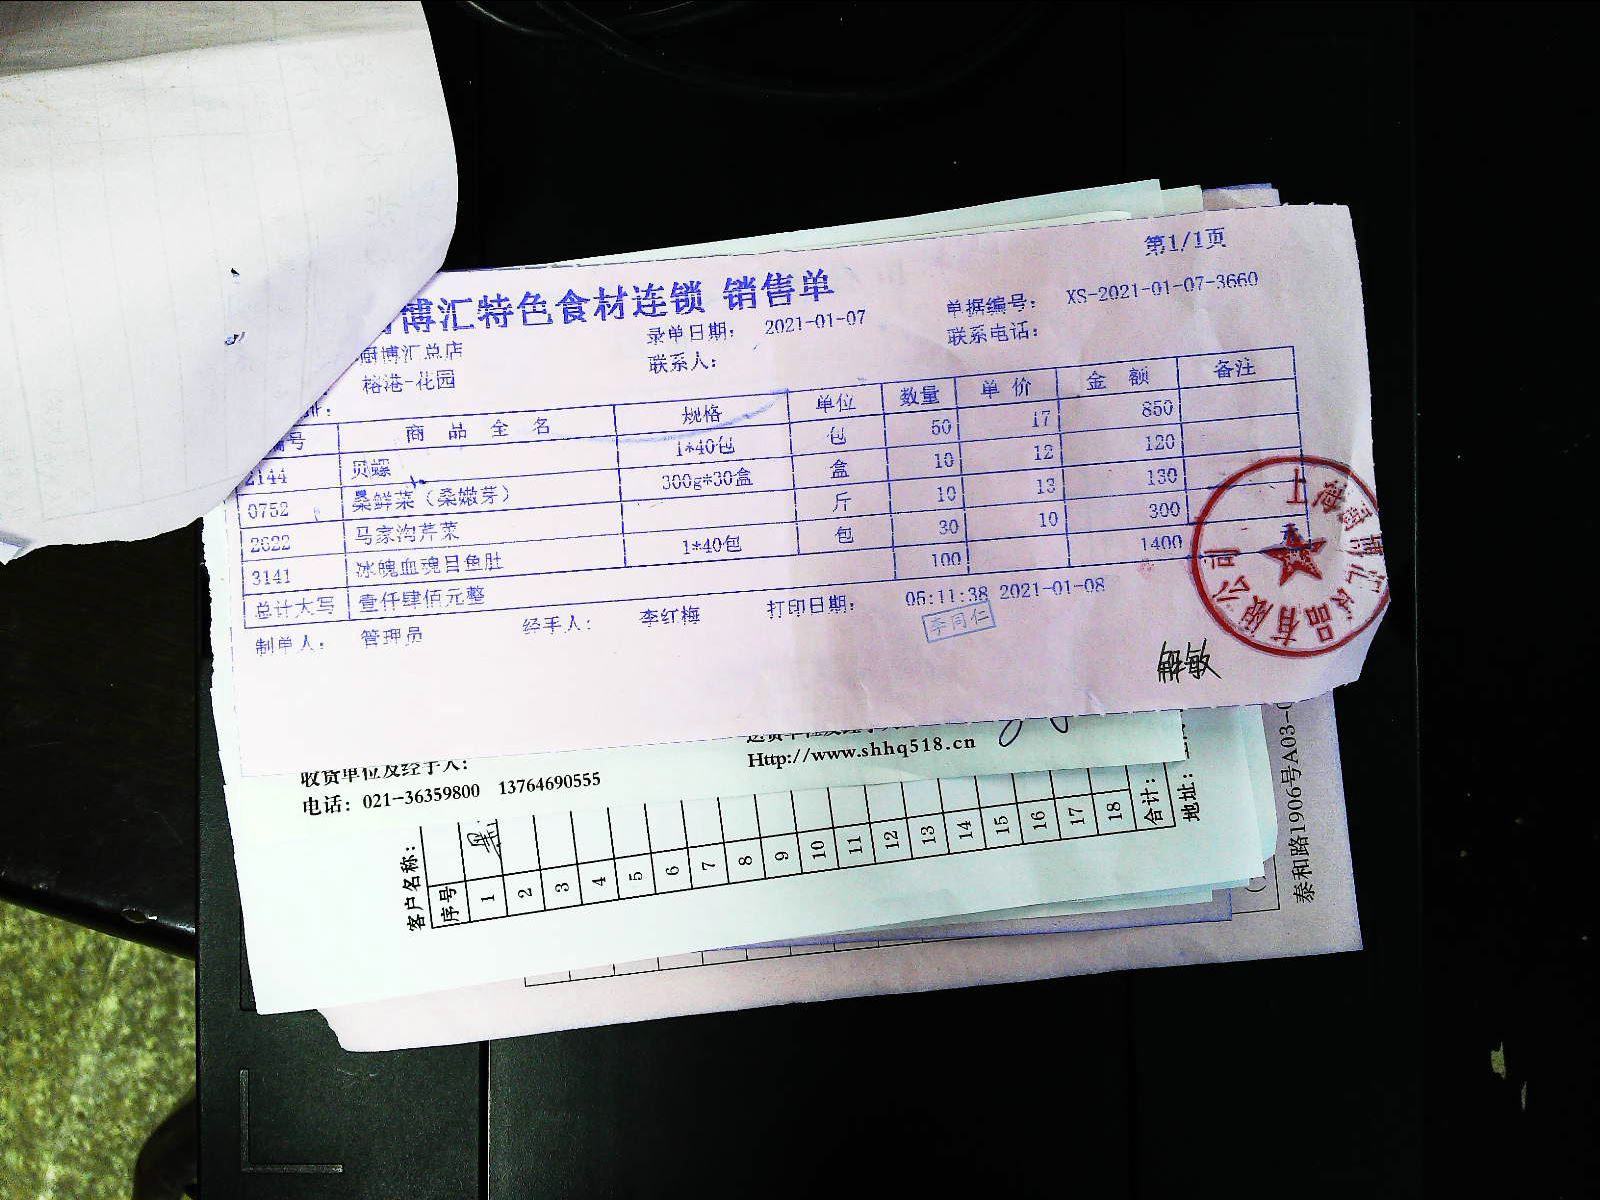 第1/1页
博汇特色食材连锁 销售单
厨博汇总店 录单日期： 2021-01-07 单据编号： XS-2021-01-07-3660
榕港-花园 联系人： 联系电话：
编号 商 品 全 名 规格 单位 数量 单 价 金 额 备注
2144 贝螺 1*40包 包 50 17 850
0752 桑鲜菜（桑嫩芽） 300g*30盒 盒 10 12 120
2622 马家沟芹菜 斤 10 13 130
3141 冰魄血魂目鱼肚 1*40包 包 30 10 300
总计大写 壹仟肆佰元整 100 1400
制单人： 管理员 经手人： 李红梅 打印日期： 05:11:38 2021-01-08
李同仁
解敏
食品有限公司
收货单位及经手人：
Http://www.shhq518.cn
电话：021-36359800 13764690555
客户名称：
序号 1 2 3 4 5 6 7 8 9 10 11 12 13 14 15 16 17 18 合计：
地址：
泰和路1906号A03-